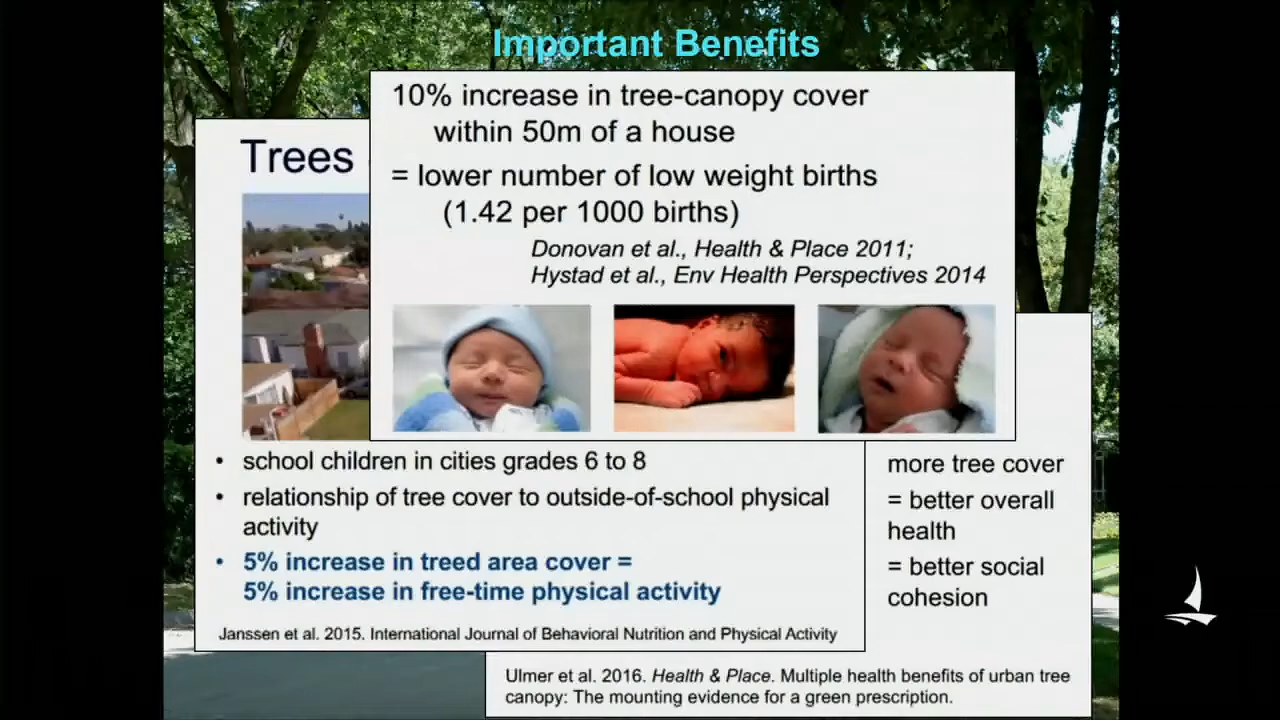 Important Benefits
10% increase in tree-canopy cover
within 50m of a house
= lower number of low weight births
(1.42 per 1000 births)
Donovan et al., Health & Place 2011;
Hystad et al., Env Health Perspectives 2014
Trees
• school children in cities grades 6 to 8
• relationship of tree cover to outside-of-school physical
activity
• 5% increase in treed area cover =
5% increase in free-time physical activity
Janssen et al. 2015. International Journal of Behavioral Nutrition and Physical Activity
more tree cover
= better overall
health
= better social
cohesion
Ulmer et al. 2016. Health & Place. Multiple health benefits of urban tree
canopy: The mounting evidence for a green prescription.